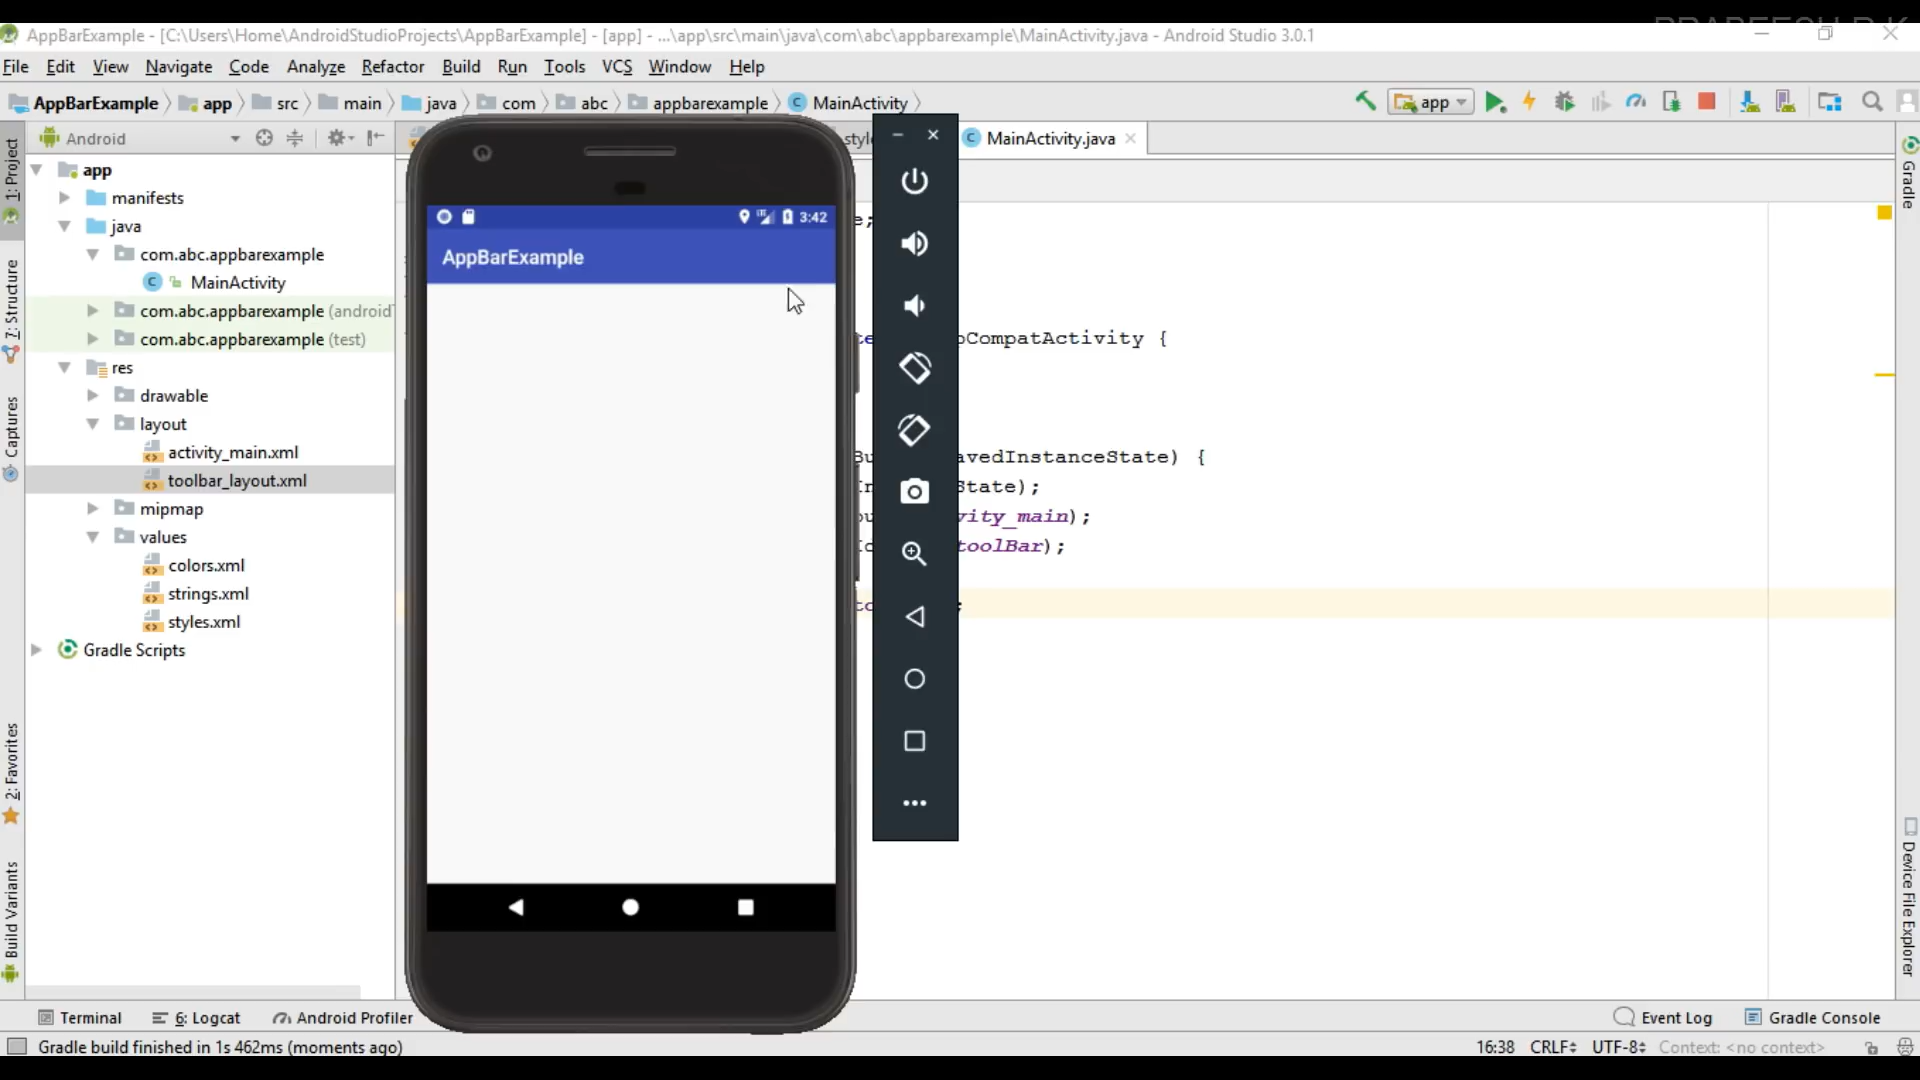 AppBarExample - [C:\Users\Home\AndroidStudioProjects\AppBarExample] - [app] - ...\app\src\main\java\com\abc\appbarexample\MainActivity.java - Android Studio 3.0.1
File Edit View Navigate Code Analyze Refactor Build Run Tools VCS Window Help
AppBarExample app src main java com abc appbarexample MainActivity app
Android
MainActivity.java
1: Project
7: Structure
Captures
2: Favorites
Build Variants
app
manifests
java
com.abc.appbarexample
MainActivity
com.abc.appbarexample (android
com.abc.appbarexample (test)
res
drawable
layout
activity_main.xml
toolbar_layout.xml
mipmap
values
colors.xml
strings.xml
styles.xml
Gradle Scripts
3:42
AppBarExample
e;
CompatActivity {
avedInstanceState) {
State);
vity_main);
toolBar);
;
Gradle
Device File Explorer
Terminal 6: Logcat Android Profiler Event Log Gradle Console
Gradle build finished in 1s 462ms (moments ago) 16:38 CRLF UTF-8 Context: <no context>